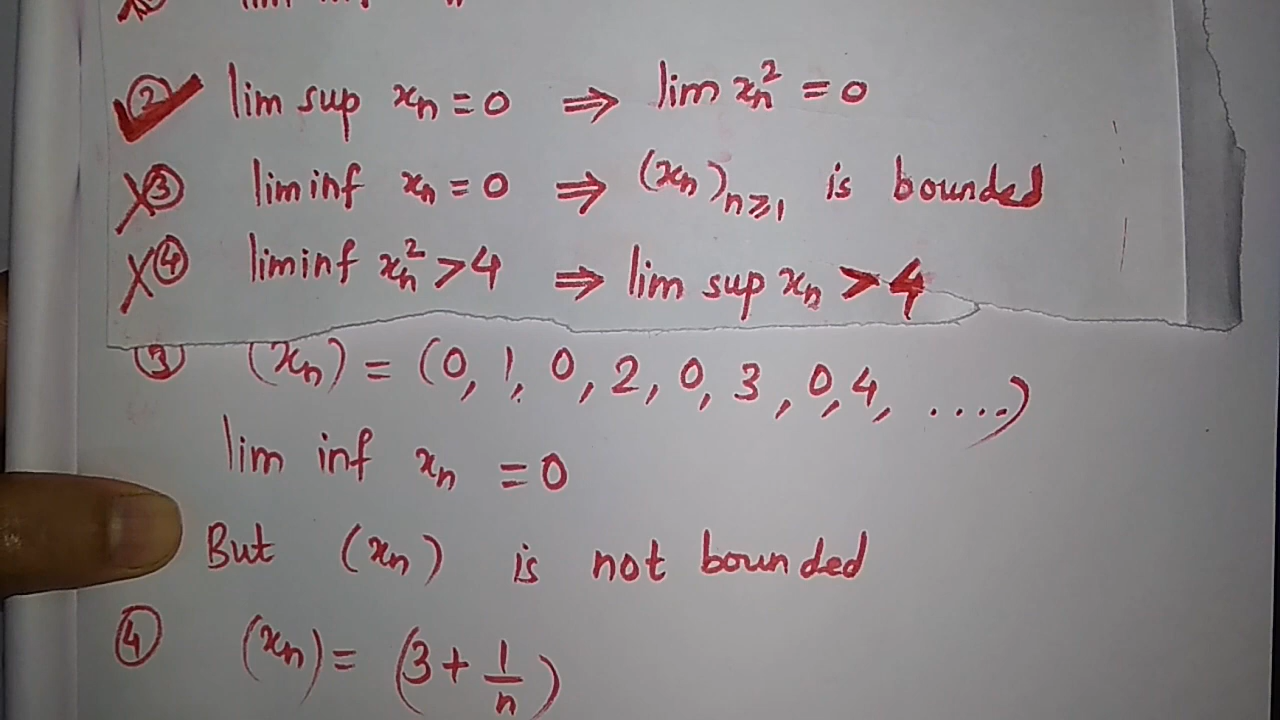 ② lim sup xₙ = 0 ⇒ lim xₙ² = 0
③ lim inf xₙ = 0 ⇒ (xₙ)ₙ≥₁ is bounded
④ lim inf xₙ² > 4 ⇒ lim sup xₙ > 4
③ (xₙ) = (0, 1, 0, 2, 0, 3, 0, 4, ....)
lim inf xₙ = 0
But (xₙ) is not bounded
④ (xₙ) = (3 + 1/n)